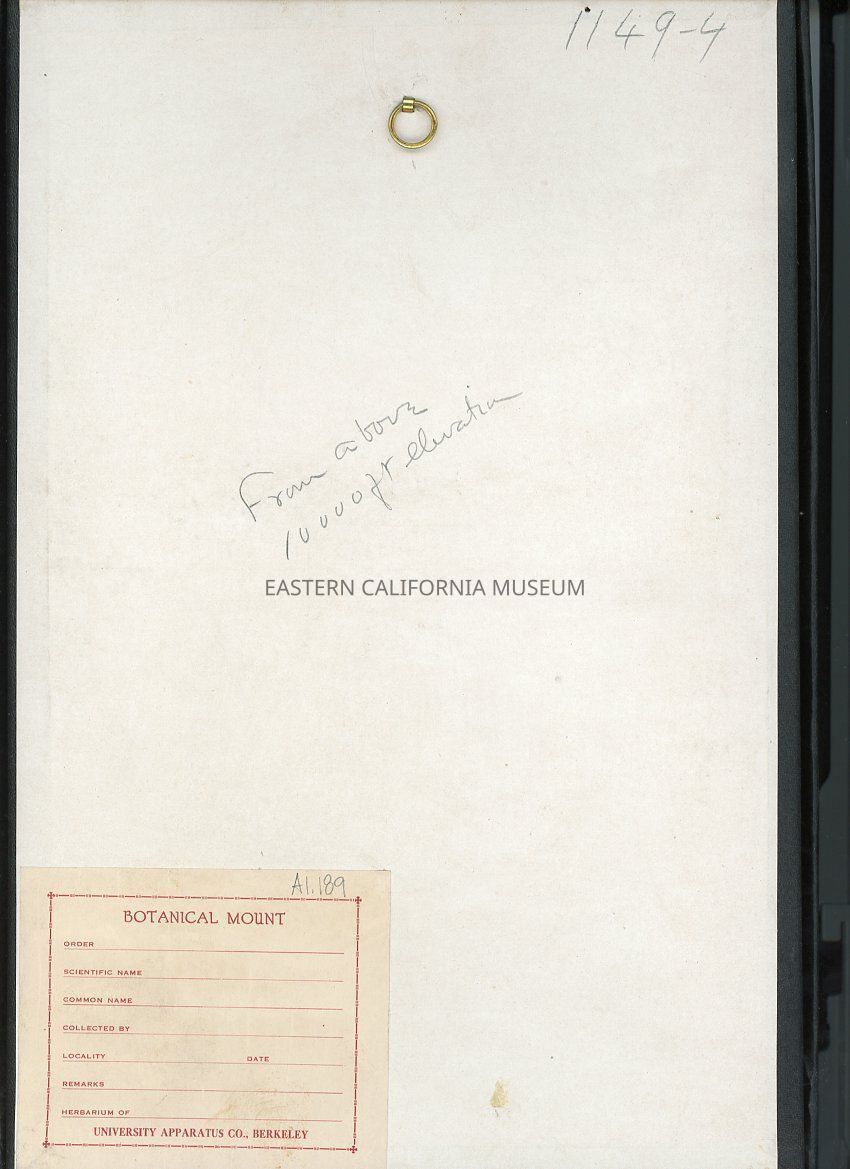 1149-4
From above
10000 ft elevation
EASTERN CALIFORNIA MUSEUM
A1.189
BOTANICAL MOUNT
ORDER
SCIENTIFIC NAME
COMMON NAME
COLLECTED BY
LOCALITY DATE
REMARKS
HERBARIUM OF
UNIVERSITY APPARATUS CO., BERKELEY